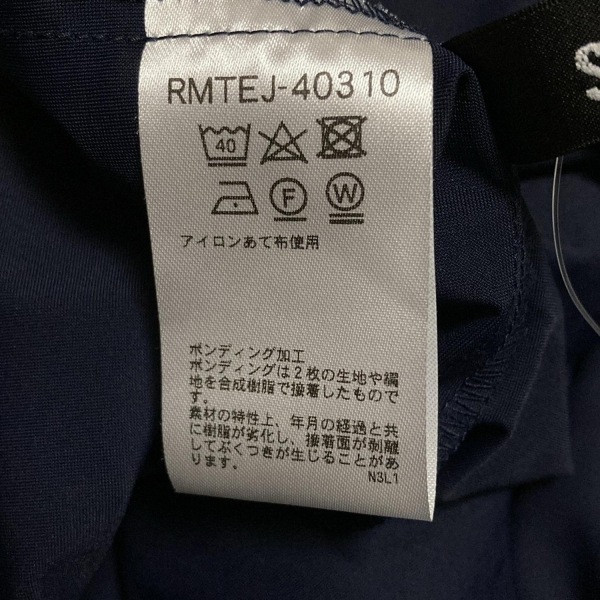 RMTEJ-40310
40
F
W
アイロンあて布使用
ボンディング加工
ボンディングは2枚の生地や編
地を合成樹脂で接着したもので
す。
素材の特性上、年月の経過と共
に樹脂が劣化し、接着面が剥離
してぶくつきが生じることがあ
ります。
N3L1
S